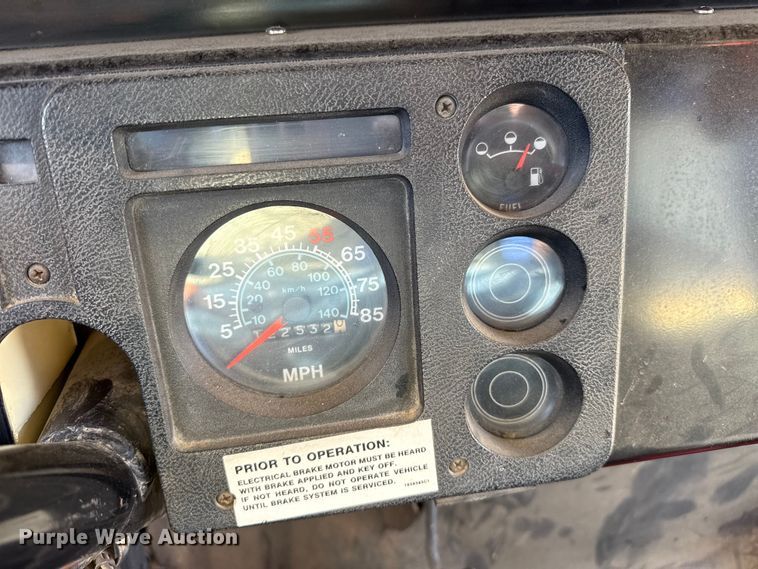 FUEL
5 15 25 35 45 55 65 75 85
10 20 40 60 80 100 120 140
km/h
MILES
MPH
PRIOR TO OPERATION:
ELECTRICAL BRAKE MOTOR MUST BE HEARD
WITH BRAKE APPLIED AND KEY OFF.
IF NOT HEARD, DO NOT OPERATE VEHICLE
UNTIL BRAKE SYSTEM IS SERVICED.
Purple Wave Auction